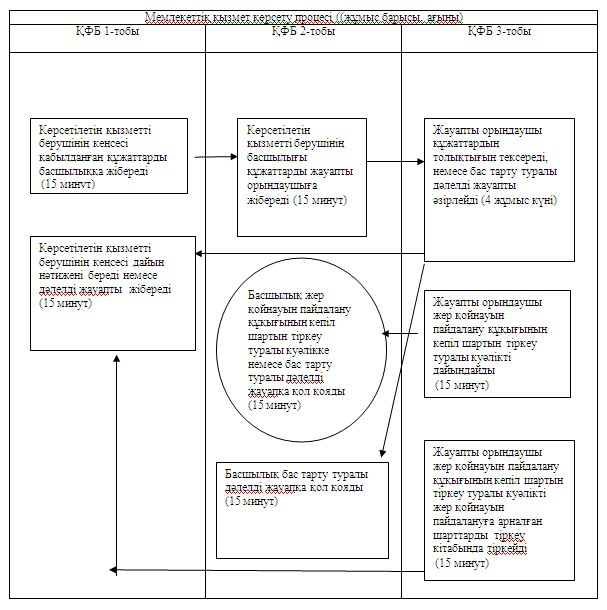 Мемлекеттік қызмет көрсету процесі ((жұмыс барысы, ағыны)
ҚФБ 1-тобы
ҚФБ 2-тобы
ҚФБ 3-тобы
Көрсетілетін қызметті
берушінің кеңсесі
қабылданған құжаттарды
басшылыққа жібереді
(15 минут)
Көрсетілетін
қызметті берушінің
басшылығы
құжаттарды жауапты
орындаушыға
жібереді (15 минут)
Жауапты орындаушы
құжаттардың
толықтығын тексереді,
немесе бас тарту туралы
дәлелді жауапты
әзірлейді (4 жұмыс күні)
Көрсетілетін қызметті
берушінің кеңсесі дайын
нәтижені береді немесе
дәлелді жауапты жібереді
(15 минут)
Басшылық жер
қойнауын пайдалану
құқығының кепіл
шартын тіркеу
туралы куәлікке
немесе бас тарту
туралы дәлелді
жауапқа қол қояды
(15 минут)
Жауапты орындаушы
жер қойнауын
пайдалану құқығының
кепіл шартын тіркеу
туралы куәлікті
дайындайды
(15 минут)
Басшылық бас тарту туралы
дәлелді жауапқа қол қояды
(15 минут)
Жауапты орындаушы
жер қойнауын пайдалану
құқығының кепіл шартын
тіркеу туралы куәлікті
жер қойнауын
пайдалануға арналған
шарттарды тіркеу
кітабында тіркейді
(15 минут)